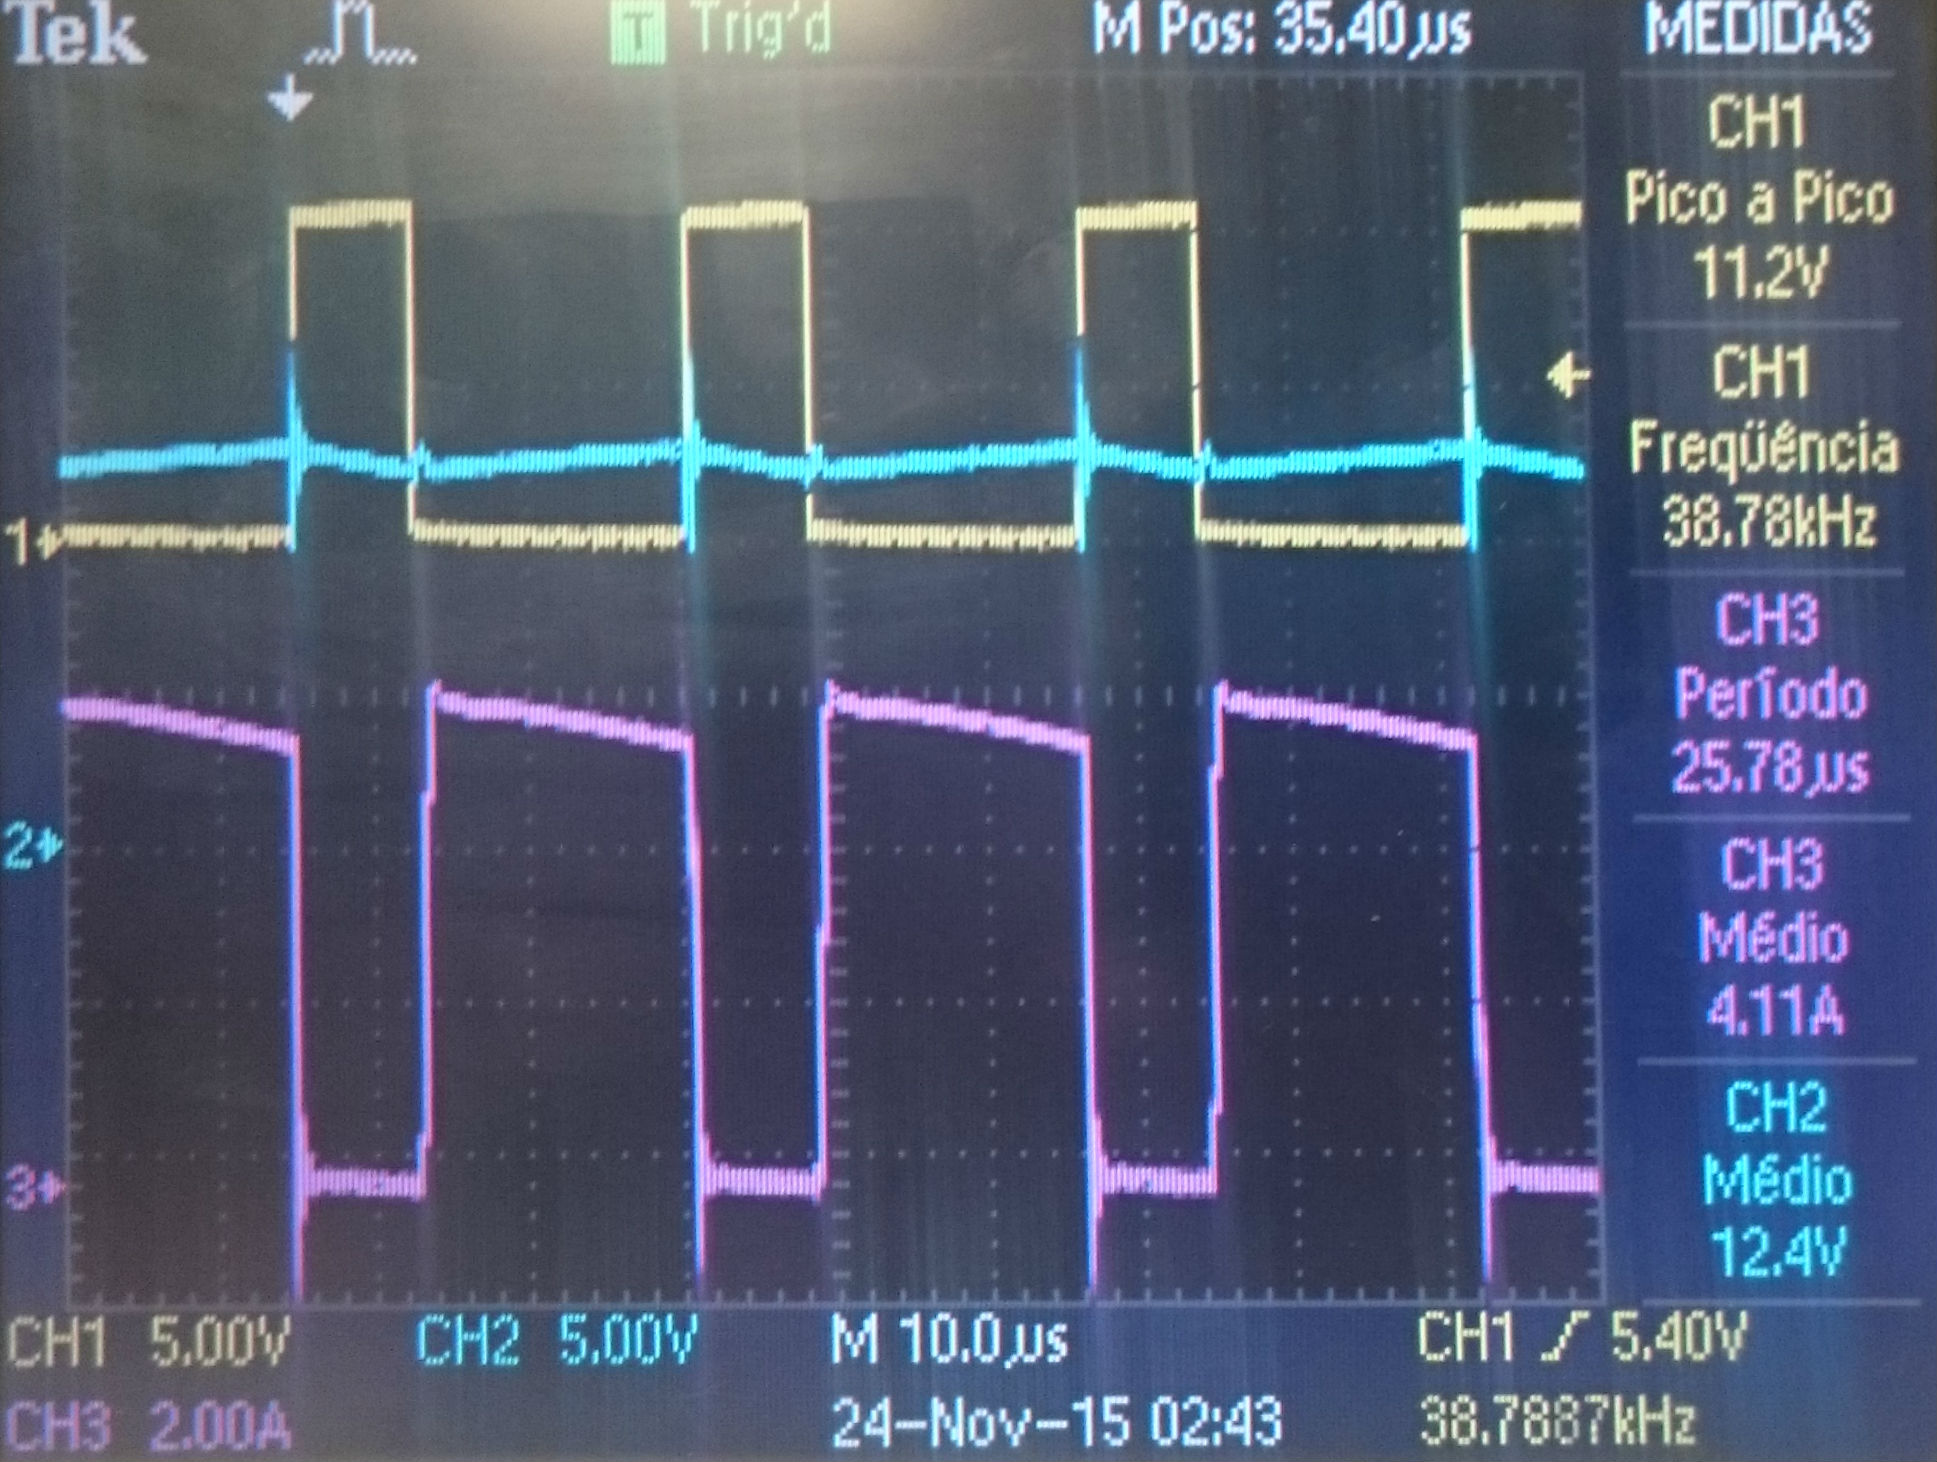 Tek
T Trig'd
M Pos: 35.40µs
MEDIDAS
CH1
Pico a Pico
11.2V
CH1
Freqüência
38.78kHz
CH3
Período
25.78µs
CH3
Médio
4.11A
CH2
Médio
12.4V
1
2
3
CH1 5.00V
CH2 5.00V
M 10.0µs
CH1
5.40V
CH3 2.00A
24-Nov-15 02:43
38.7887kHz